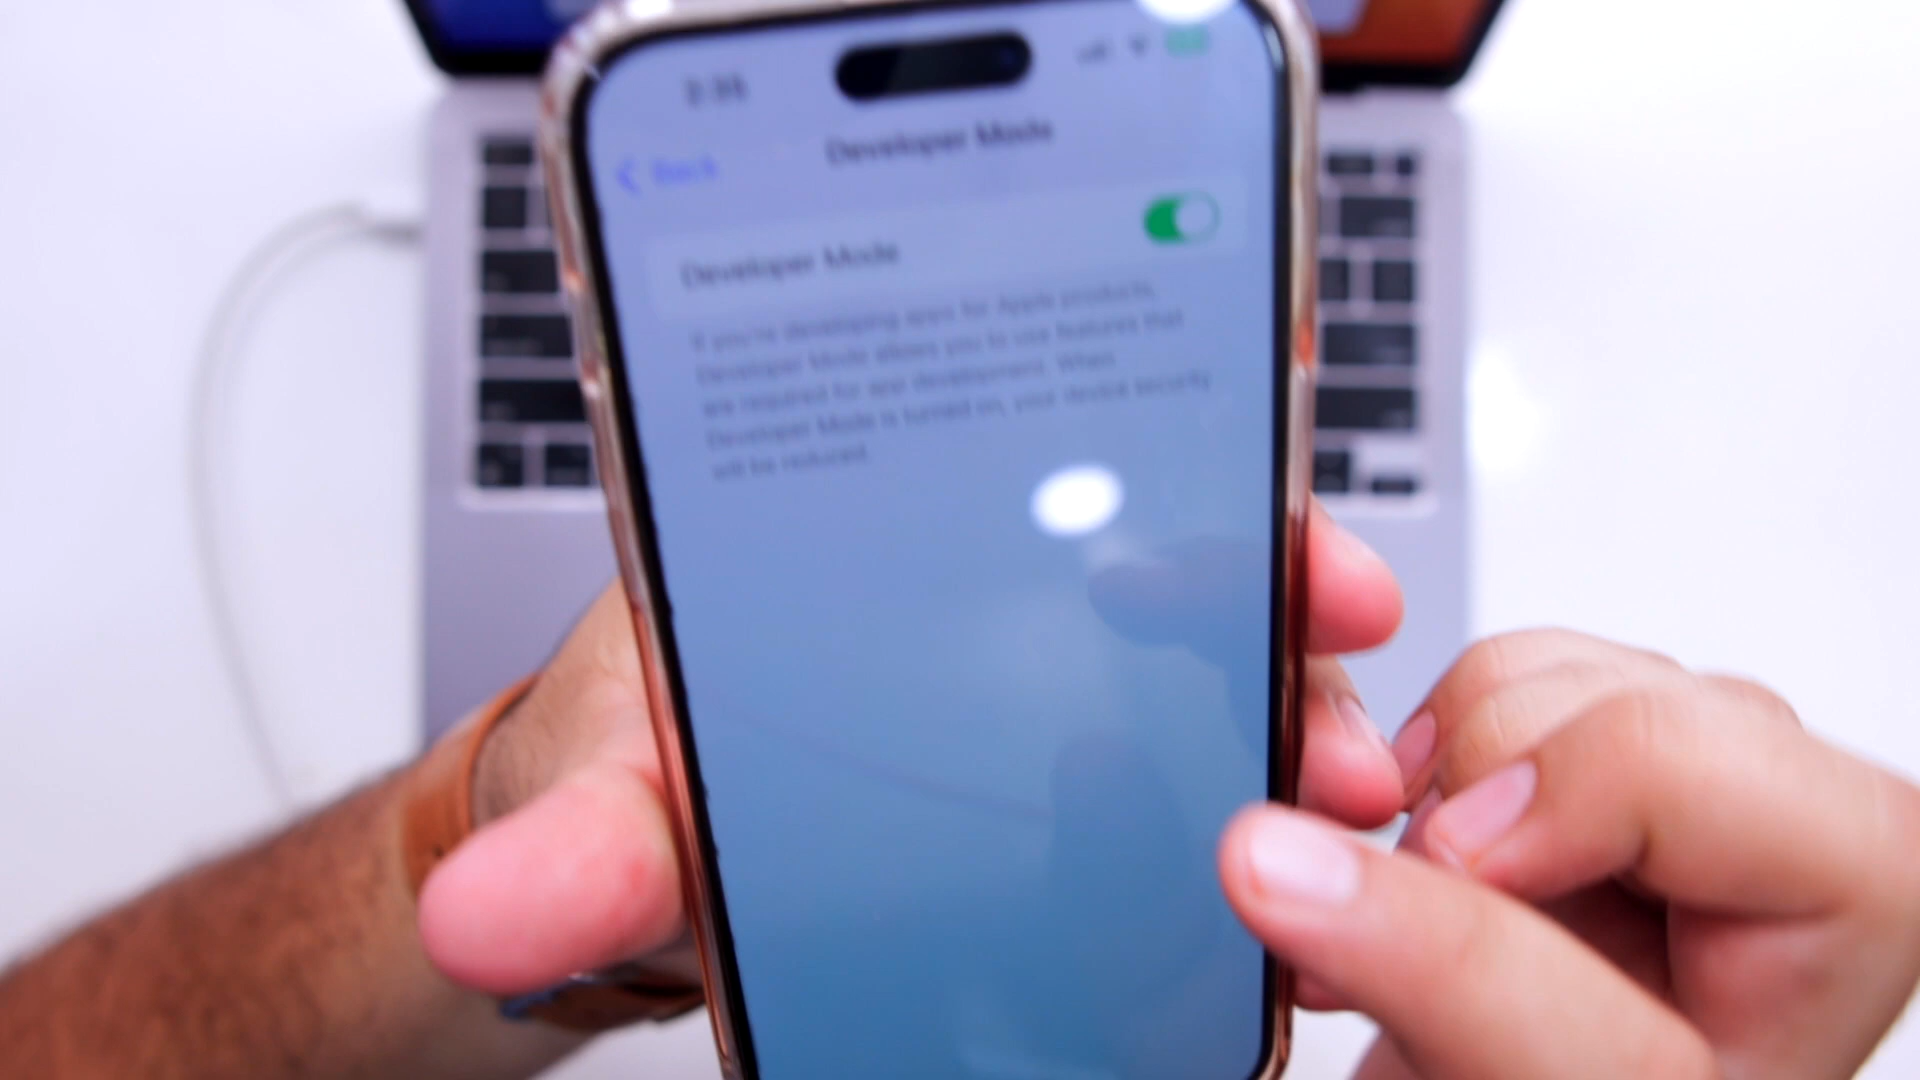 Back
Developer Mode
Developer Mode
If you're developing apps for Apple products,
Developer Mode allows you to use features that
are required for app development. When
Developer Mode is turned on, your device security
will be reduced.